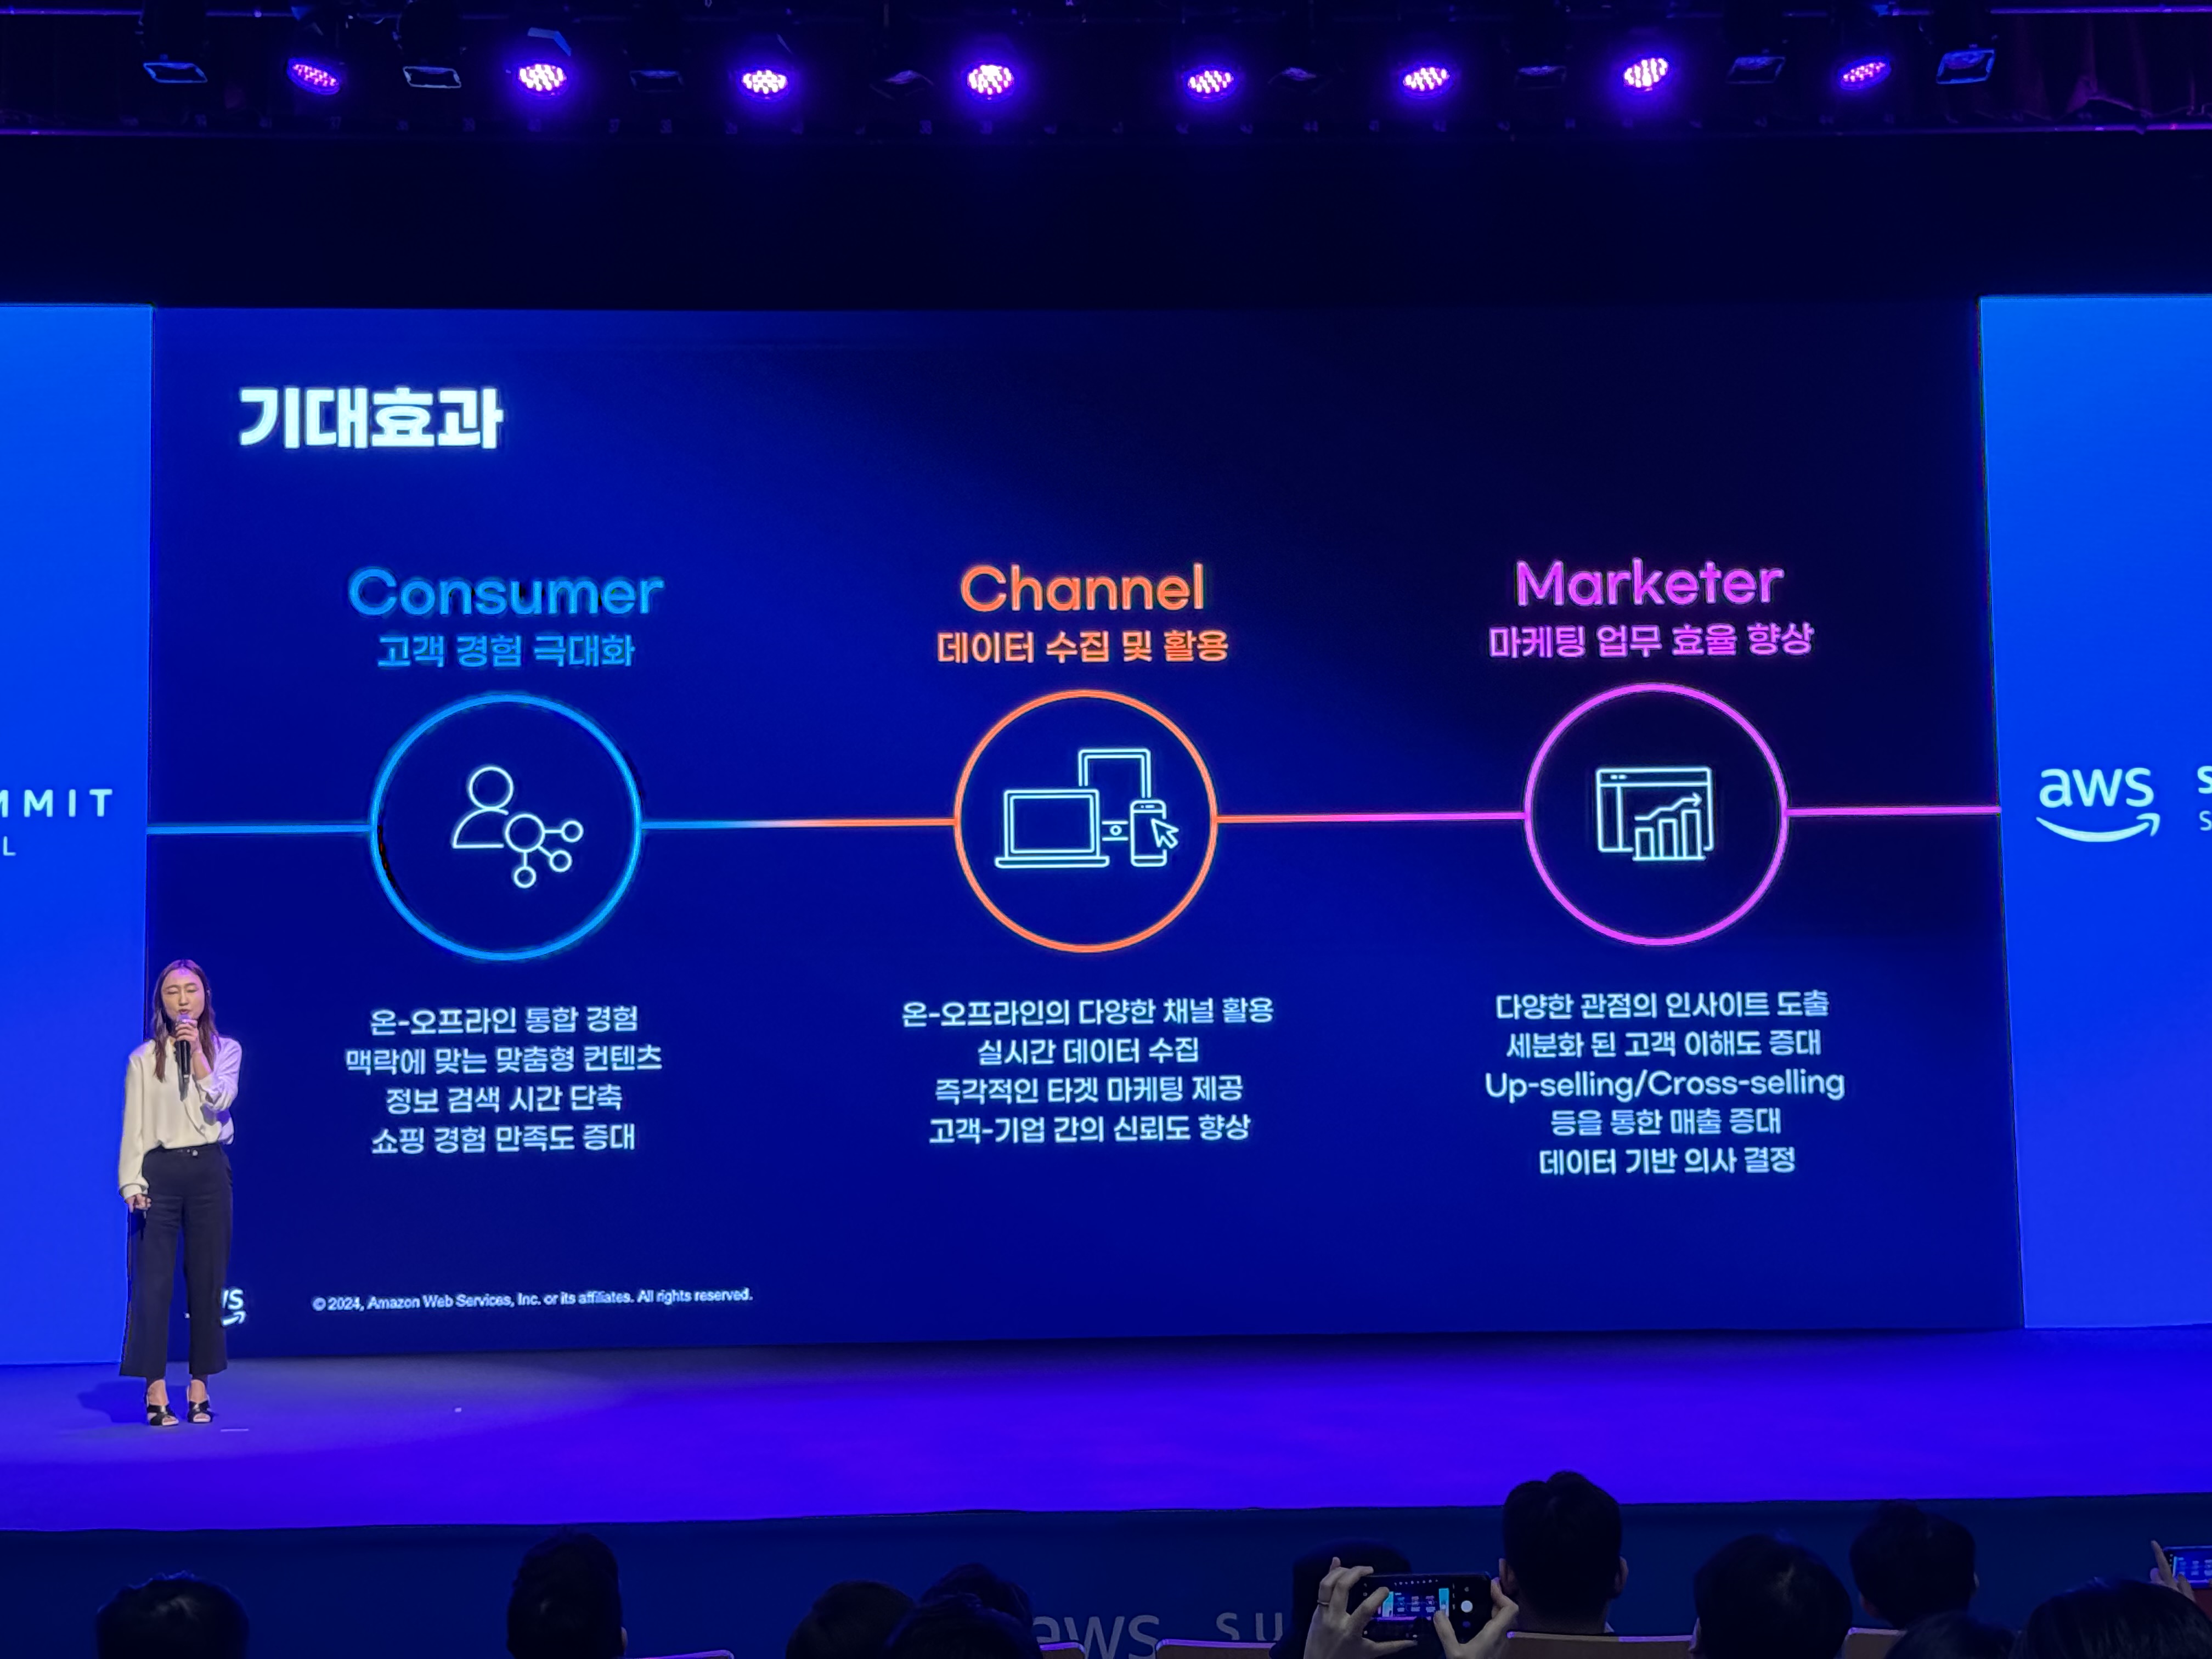 기대효과
Consumer
고객 경험 극대화
온-오프라인 통합 경험
맥락에 맞는 맞춤형 컨텐츠
정보 검색 시간 단축
쇼핑 경험 만족도 증대
Channel
데이터 수집 및 활용
온-오프라인의 다양한 채널 활용
실시간 데이터 수집
즉각적인 타겟 마케팅 제공
고객-기업 간의 신뢰도 향상
Marketer
마케팅 업무 효율 향상
다양한 관점의 인사이트 도출
세분화 된 고객 이해도 증대
Up-selling/Cross-selling
등을 통한 매출 증대
데이터 기반 의사 결정
© 2024, Amazon Web Services, Inc. or its affiliates. All rights reserved.
MMIT
L
aws
aws SU